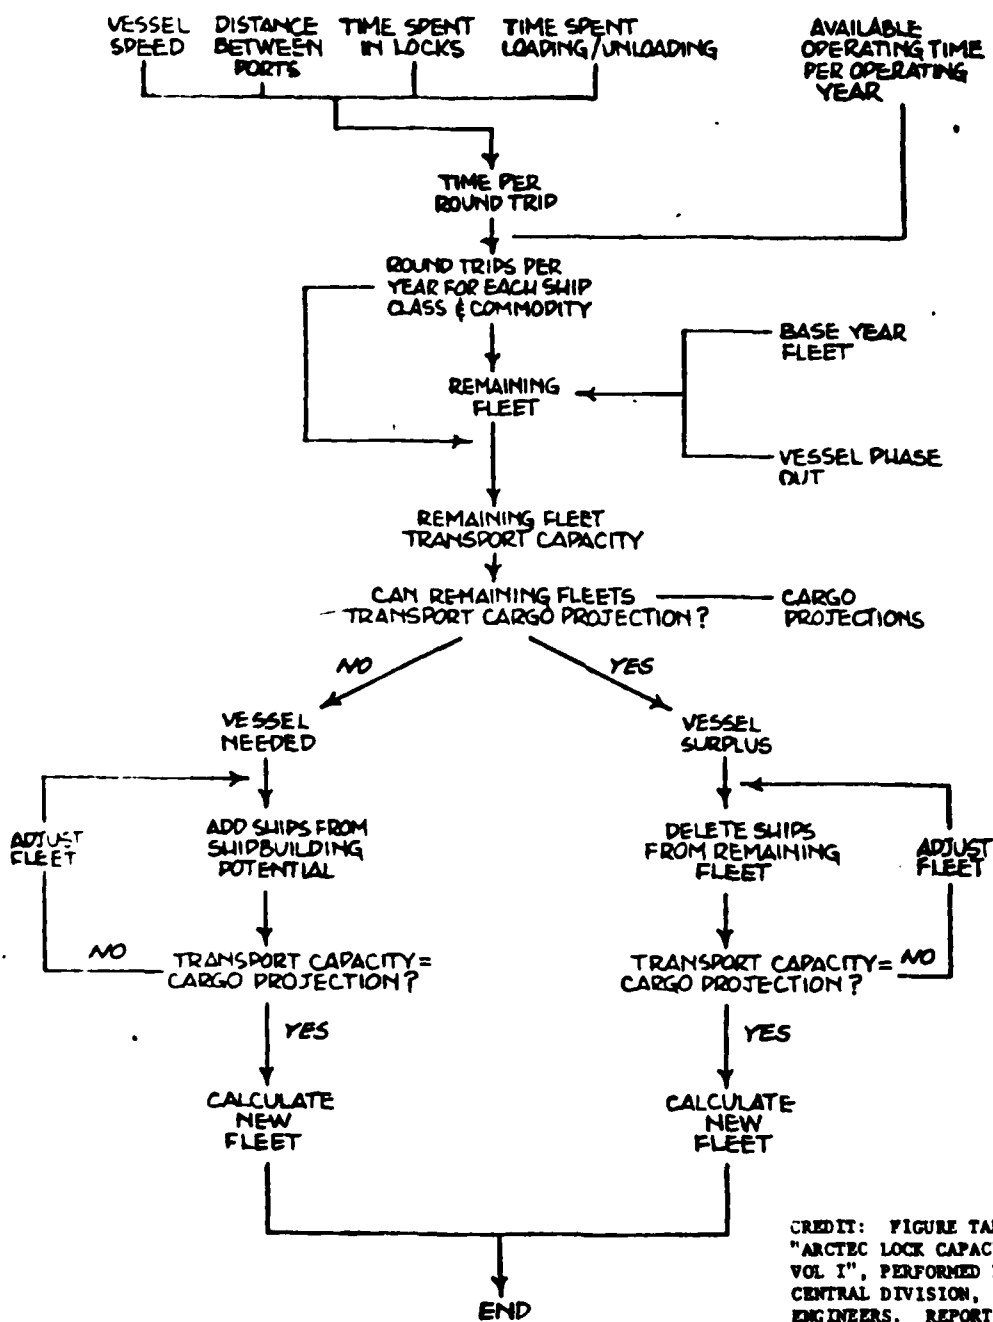 VESSEL SPEED
DISTANCE BETWEEN PORTS
TIME SPENT IN LOCKS
TIME SPENT LOADING/UNLOADING
AVAILABLE OPERATING TIME PER OPERATING YEAR
TIME PER ROUND TRIP
ROUND TRIPS PER YEAR FOR EACH SHIP CLASS & COMMODITY
BASE YEAR FLEET
REMAINING FLEET
VESSEL PHASE OUT
REMAINING FLEET TRANSPORT CAPACITY
CAN REMAINING FLEETS TRANSPORT CARGO PROJECTION?
CARGO PROJECTIONS
NO
YES
VESSEL NEEDED
VESSEL SURPLUS
ADJUST FLEET
ADD SHIPS FROM SHIPBUILDING POTENTIAL
DELETE SHIPS FROM REMAINING FLEET
ADJUST FLEET
NO
TRANSPORT CAPACITY = CARGO PROJECTION?
TRANSPORT CAPACITY = CARGO PROJECTION?
NO
YES
YES
CALCULATE NEW FLEET
CALCULATE NEW FLEET
END
CREDIT: FIGURE
"ARCTEC LOCK
VOL I", PERFORMED
CENTRAL DIVISION,
ENGINEERS. REPORT